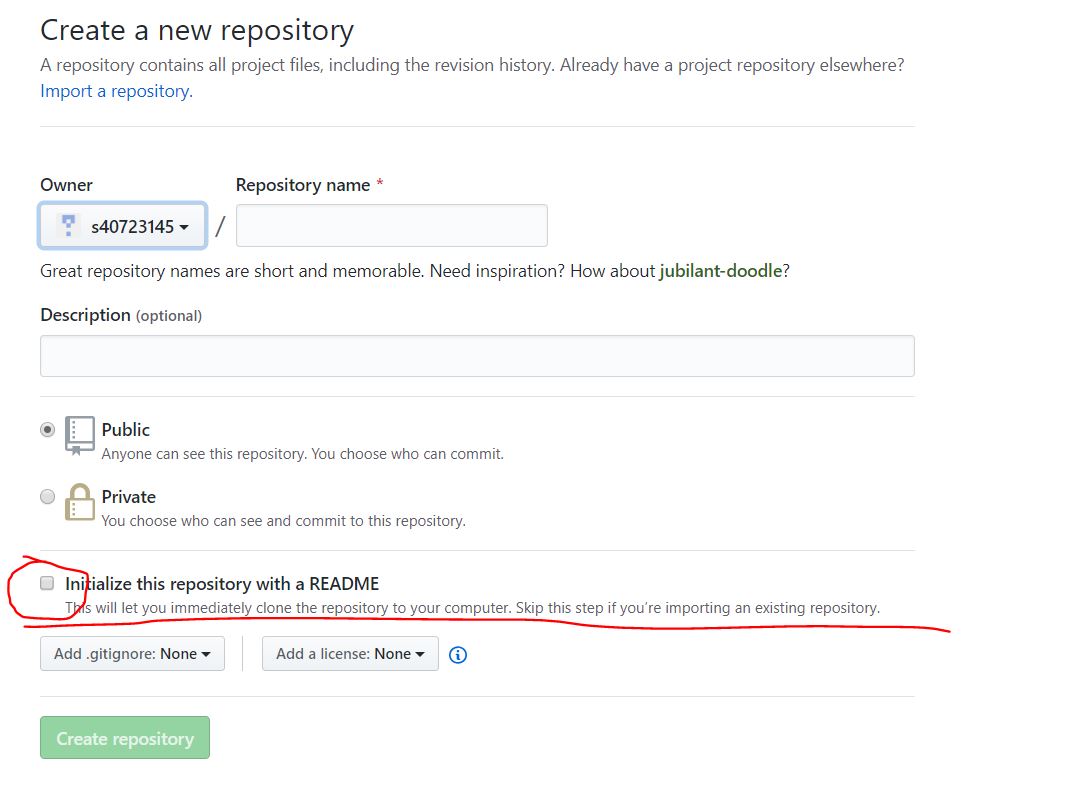 Create a new repository
A repository contains all project files, including the revision history. Already have a project repository elsewhere?
Import a repository.
Owner
Repository name *
s40723145
/
Great repository names are short and memorable. Need inspiration? How about jubilant-doodle?
Description (optional)
Public
Anyone can see this repository. You choose who can commit.
Private
You choose who can see and commit to this repository.
Initialize this repository with a README
This will let you immediately clone the repository to your computer. Skip this step if you’re importing an existing repository.
Add .gitignore: None
Add a license: None
Create repository